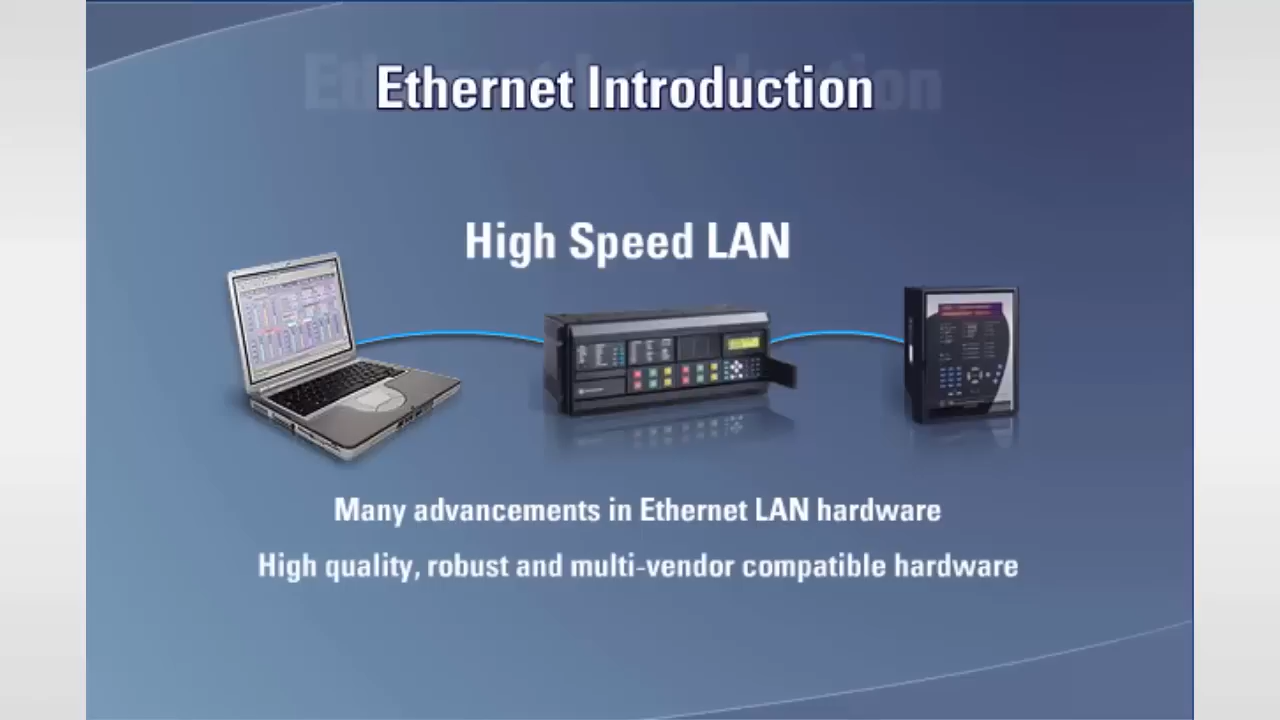 Ethernet Introduction
High Speed LAN
Many advancements in Ethernet LAN hardware
High quality, robust and multi-vendor compatible hardware